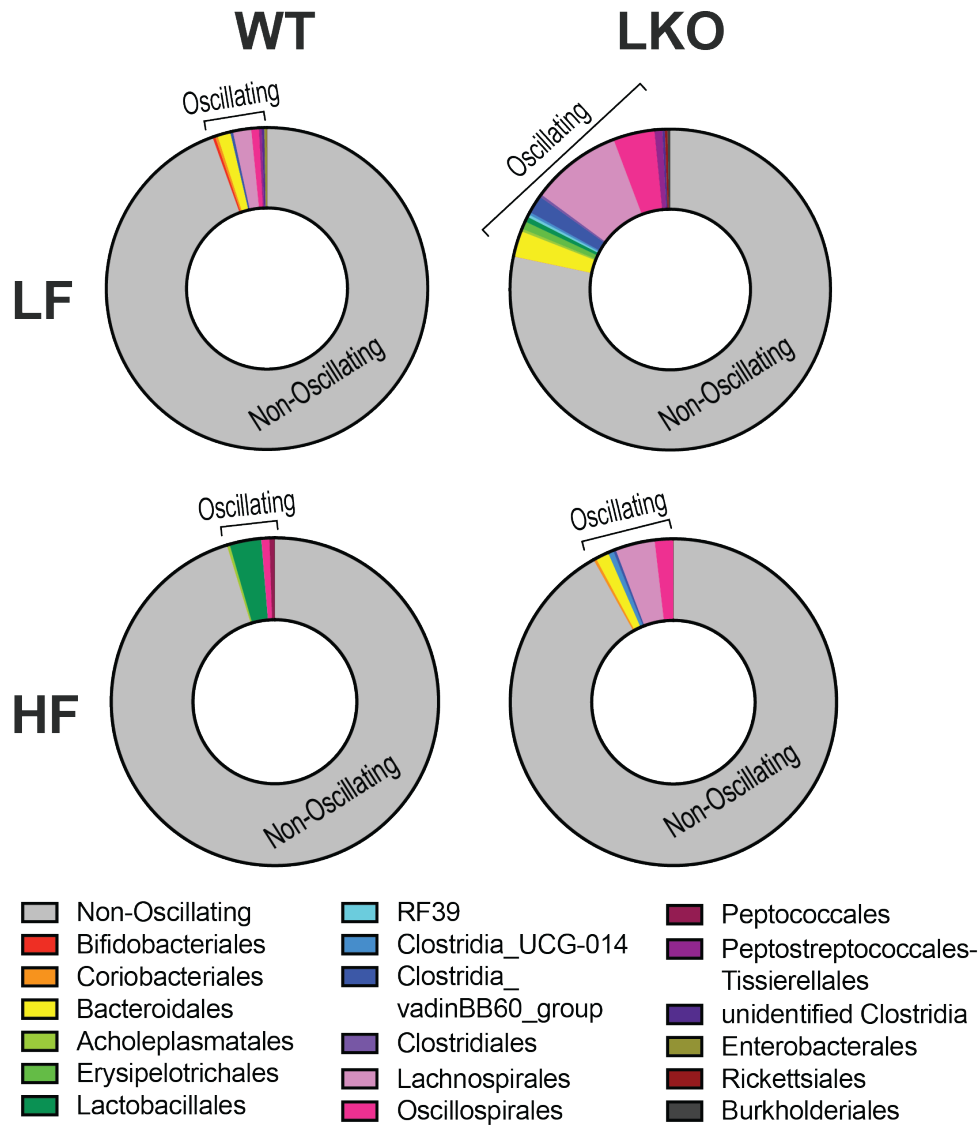 WT
LKO
Oscillating
Oscillating
LF
Non-Oscillating
Non-Oscillating
Oscillating
Oscillating
HF
Non-Oscillating
Non-Oscillating
Non-Oscillating
Bifidobacteriales
Coriobacteriales
Bacteroidales
Acholeplasmatales
Erysipelotrichales
Lactobacillales
RF39
Clostridia_UCG-014
Clostridia_
vadinBB60_group
Clostridiales
Lachnospirales
Oscillospirales
Peptococcales
Peptostreptococcales-
Tissierellales
unidentified Clostridia
Enterobacterales
Rickettsiales
Burkholderiales